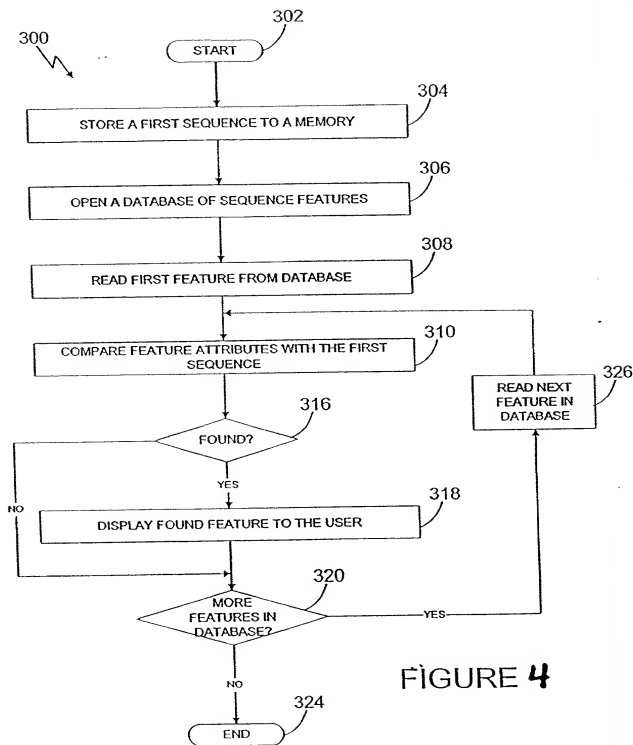 302
300
START
304
STORE A FIRST SEQUENCE TO A MEMORY
306
OPEN A DATABASE OF SEQUENCE FEATURES
308
READ FIRST FEATURE FROM DATABASE
310
COMPARE FEATURE ATTRIBUTES WITH THE FIRST
SEQUENCE
326
READ NEXT
FEATURE IN
DATABASE
316
FOUND?
YES
NO
318
DISPLAY FOUND FEATURE TO THE USER
320
MORE
FEATURES IN
DATABASE?
YES
NO
FIGURE 4
324
END